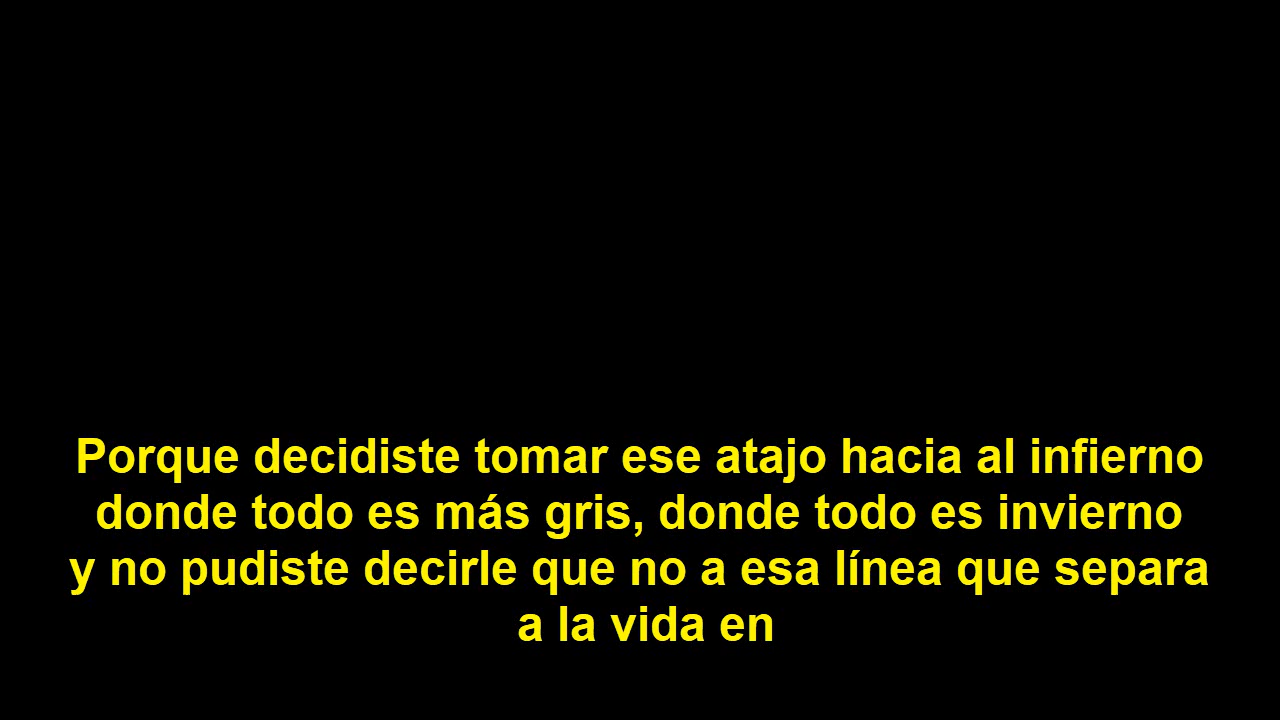 Porque decidiste tomar ese atajo hacia al infierno
donde todo es más gris, donde todo es invierno
y no pudiste decirle que no a esa línea que separa
a la vida en